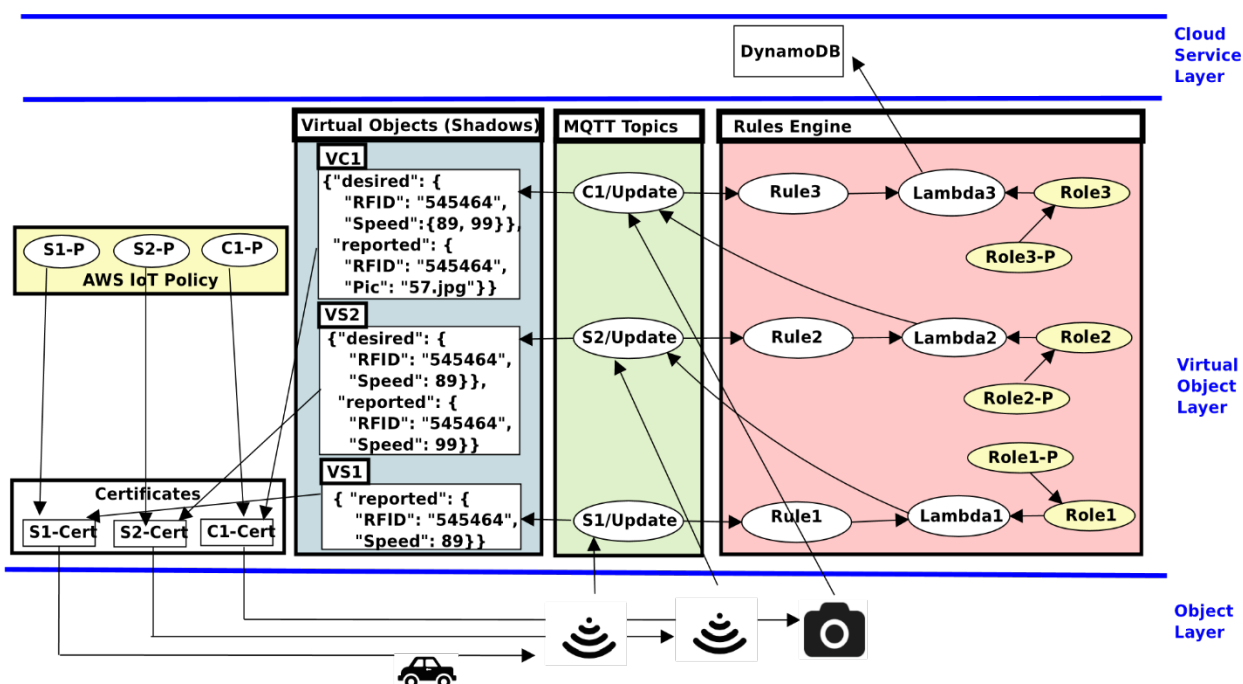 DynamoDB
Cloud
Service
Layer
Virtual Objects (Shadows)
MQTT Topics
Rules Engine
VC1
{"desired": {
"RFID": "545464",
"Speed":{89, 99}},
"reported": {
"RFID": "545464",
"Pic": "57.jpg"}}
C1/Update
Rule3
Lambda3
Role3
Role3-P
S1-P
S2-P
C1-P
AWS IoT Policy
VS2
{"desired": {
"RFID": "545464",
"Speed": 89}},
"reported": {
"RFID": "545464",
"Speed": 99}}
S2/Update
Rule2
Lambda2
Role2
Role2-P
Virtual
Object
Layer
VS1
{ "reported": {
"RFID": "545464",
"Speed": 89}}
S1/Update
Rule1
Lambda1
Role1-P
Role1
Certificates
S1-Cert
S2-Cert
C1-Cert
Object
Layer